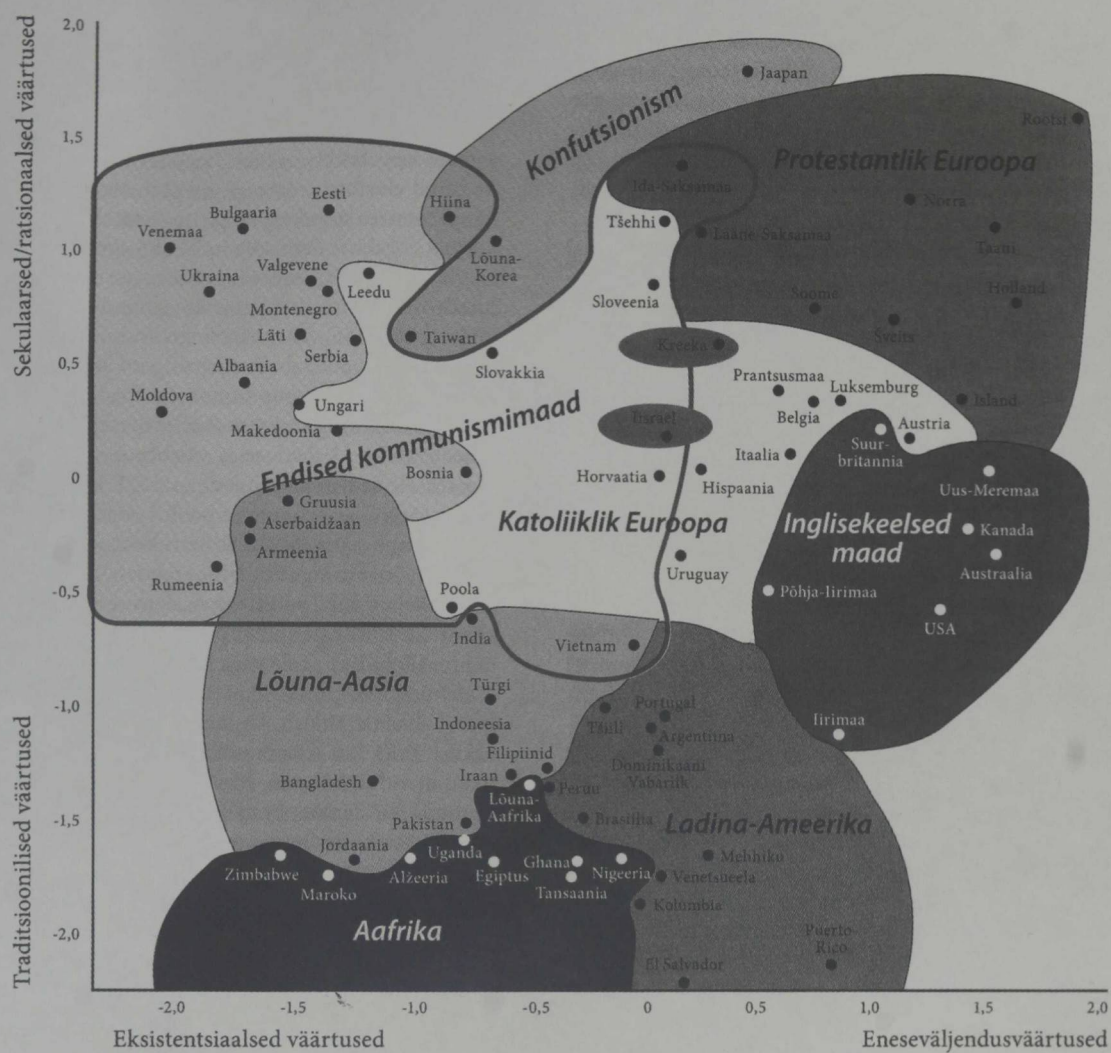 Sekulaarsed/ratsionaalsed väärtused
Traditsioonilised väärtused
2,0
1,5
1,0
0,5
0
-0,5
-1,0
-1,5
-2,0
Jaapan
Konfutsionism
Rootsi
Protestantlik Euroopa
Ida-Saksamaa
Eesti
Hiina
Norra
Bulgaaria
Tšehhi
Lääne-Saksamaa
Taani
Venemaa
Lõuna-
Korea
Ukraina
Valgevene
Leedu
Sloveenia
Soome
Holland
Montenegro
Šveits
Läti
Serbia
Taiwan
Kreeka
Slovakkia
Albaania
Prantsusmaa
Luksemburg
Moldova
Ungari
Belgia
Island
Makedoonia
Iisrael
Austria
Suur-
britannia
Endised kommunismimaad
Itaalia
Bosnia
Horvaatia
Hispaania
Uus-Meremaa
Gruusia
Aserbaidžaan
Armeenia
Katoliiklik Euroopa
Inglisekeelsed
maad
Kanada
Austraalia
Rumeenia
Uruguay
Poola
Põhja-Iirimaa
USA
India
Vietnam
Lõuna-Aasia
Türgi
Iirimaa
Indoneesia
Tšiili
Portugal
Argentiina
Filipiinid
Dominikaani
Vabariik
Bangladesh
Iraan
Peruu
Lõuna-
Aafrika
Brasiilia
Ladina-Ameerika
Pakistan
Jordaania
Uganda
Ghana
Nigeeria
Mehhiko
Zimbabwe
Maroko
Alžeeria
Egiptus
Tansaania
Venetsueela
Kolumbia
Aafrika
Puerto-
Rico
El Salvador
-2,0
-1,5
-1,0
-0,5
0
0,5
1,0
1,5
2,0
Eksistentsiaalsed väärtused
Eneseväljendusväärtused